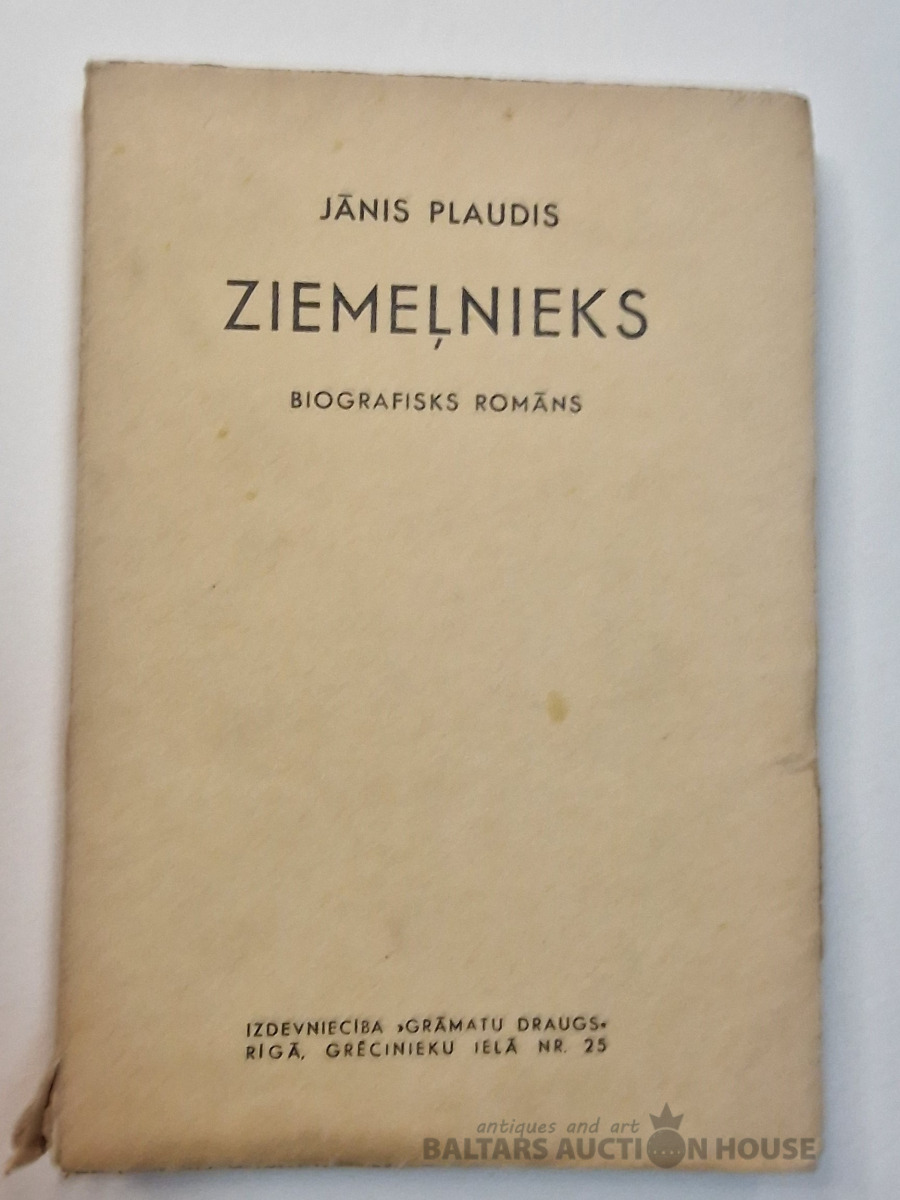 JĀNIS PLAUDIS
ZIEMEĻNIEKS
BIOGRAFISKS ROMĀNS
IZDEVNIECĪBA »GRĀMATU DRAUGS«
RĪGĀ, GRĒCINIEKU IELĀ NR. 25
antiques and art
BALTARS AUCTION HOUSE